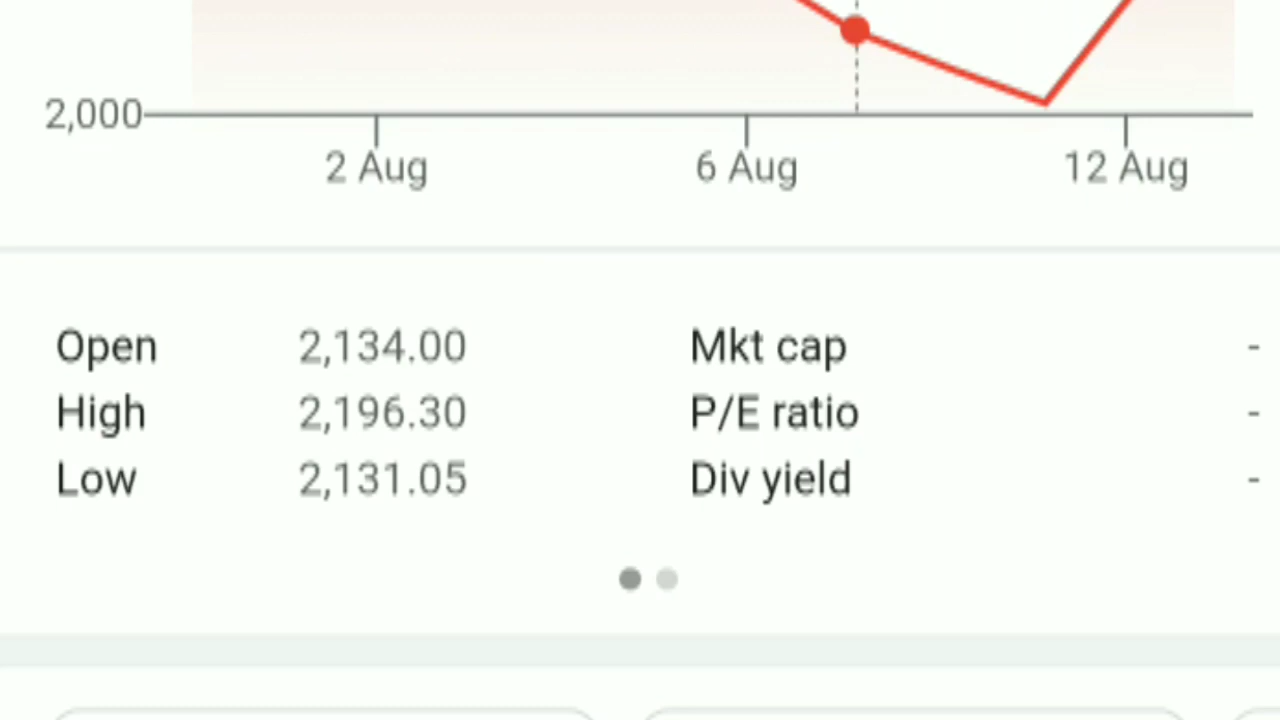 2,000
2 Aug 6 Aug 12 Aug
Open 2,134.00 Mkt cap -
High 2,196.30 P/E ratio -
Low 2,131.05 Div yield -